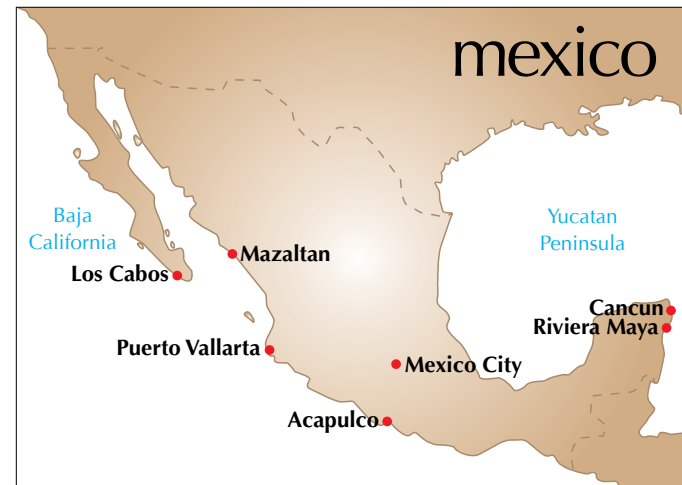 mexico
Baja
California
Yucatan
Peninsula
Mazaltan
Los Cabos
Cancun
Riviera Maya
Puerto Vallarta
Mexico City
Acapulco